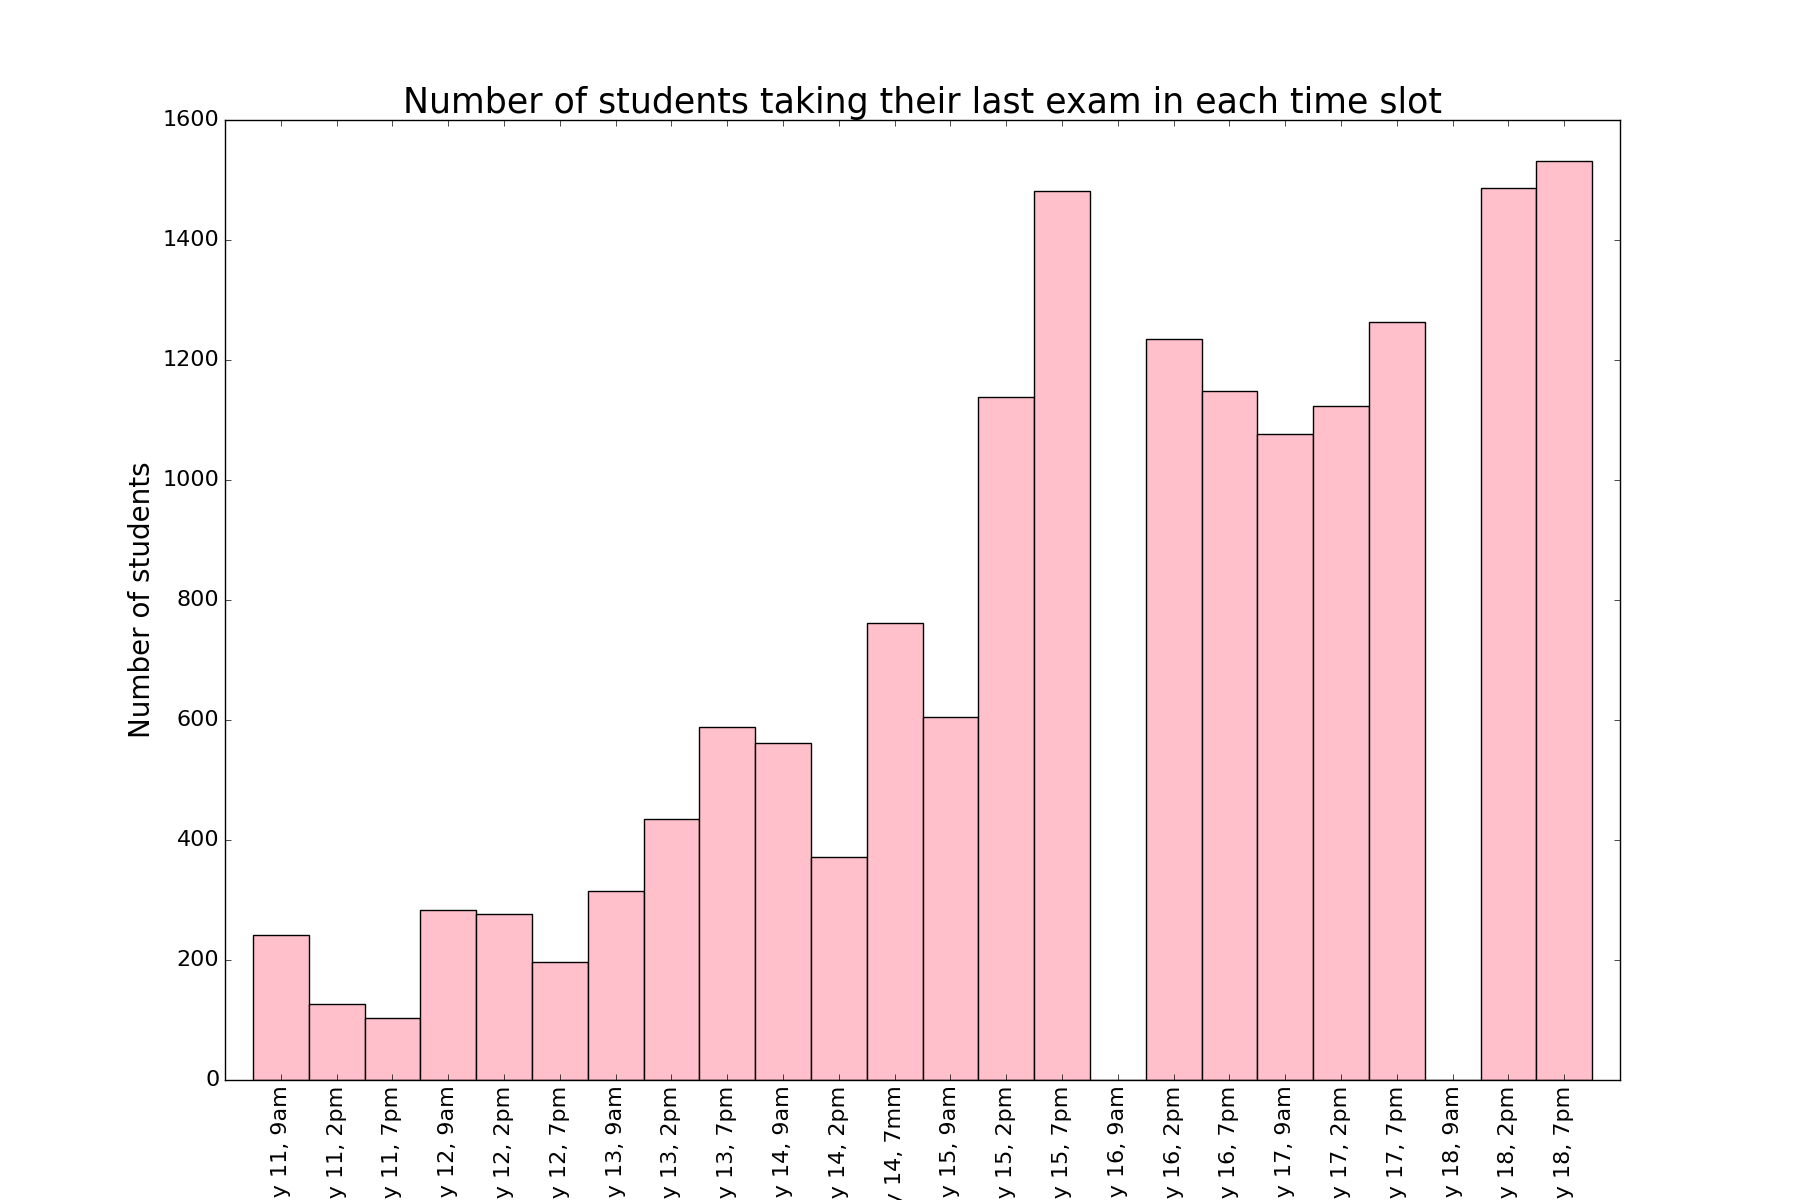 Number of students taking their last exam in each time slot
Number of students
1600
1400
1200
1000
800
600
400
200
0
y 11, 9am
y 11, 2pm
y 11, 7pm
y 12, 9am
y 12, 2pm
y 12, 7pm
y 13, 9am
y 13, 2pm
y 13, 7pm
y 14, 9am
y 14, 2pm
y 14, 7mm
y 15, 9am
y 15, 2pm
y 15, 7pm
y 16, 9am
y 16, 2pm
y 16, 7pm
y 17, 9am
y 17, 2pm
y 17, 7pm
y 18, 9am
y 18, 2pm
y 18, 7pm